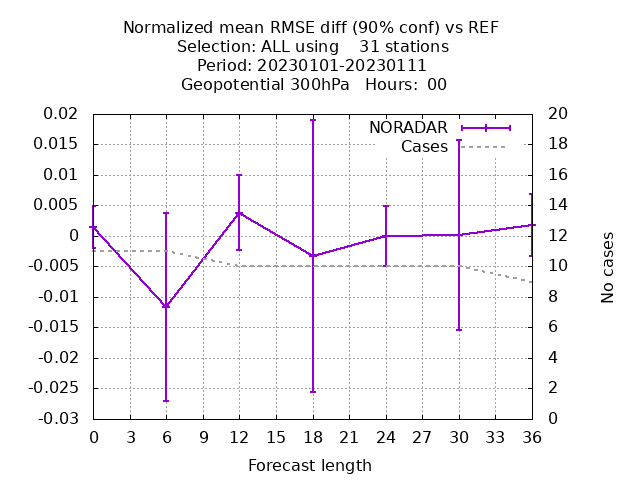 Normalized mean RMSE diff (90% conf) vs REF
Selection: ALL using    31 stations
Period: 20230101-20230111
Geopotential 300hPa   Hours:  00
NORADAR
Cases
0.02
0.015
0.01
0.005
0
-0.005
-0.01
-0.015
-0.02
-0.025
-0.03
20
18
16
14
12
10
8
6
4
2
0
No cases
0 3 6 9 12 15 18 21 24 27 30 33 36
Forecast length